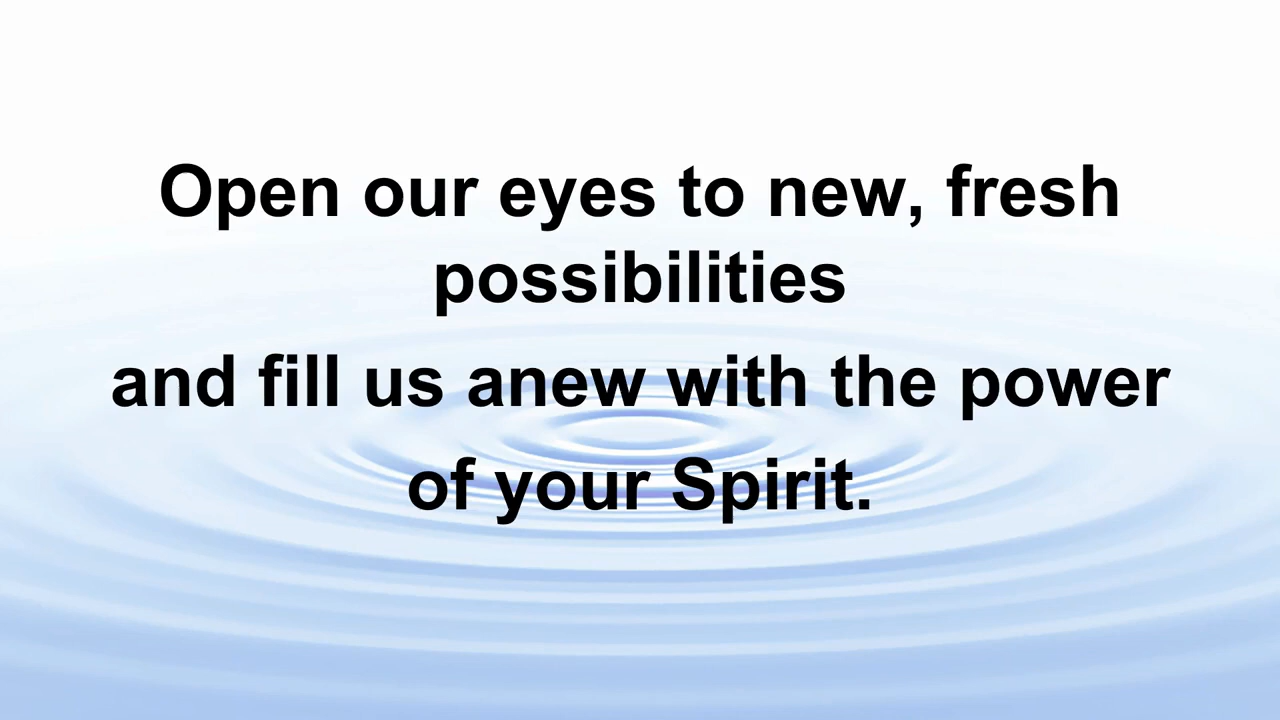 Open our eyes to new, fresh
possibilities
and fill us anew with the power
of your Spirit.